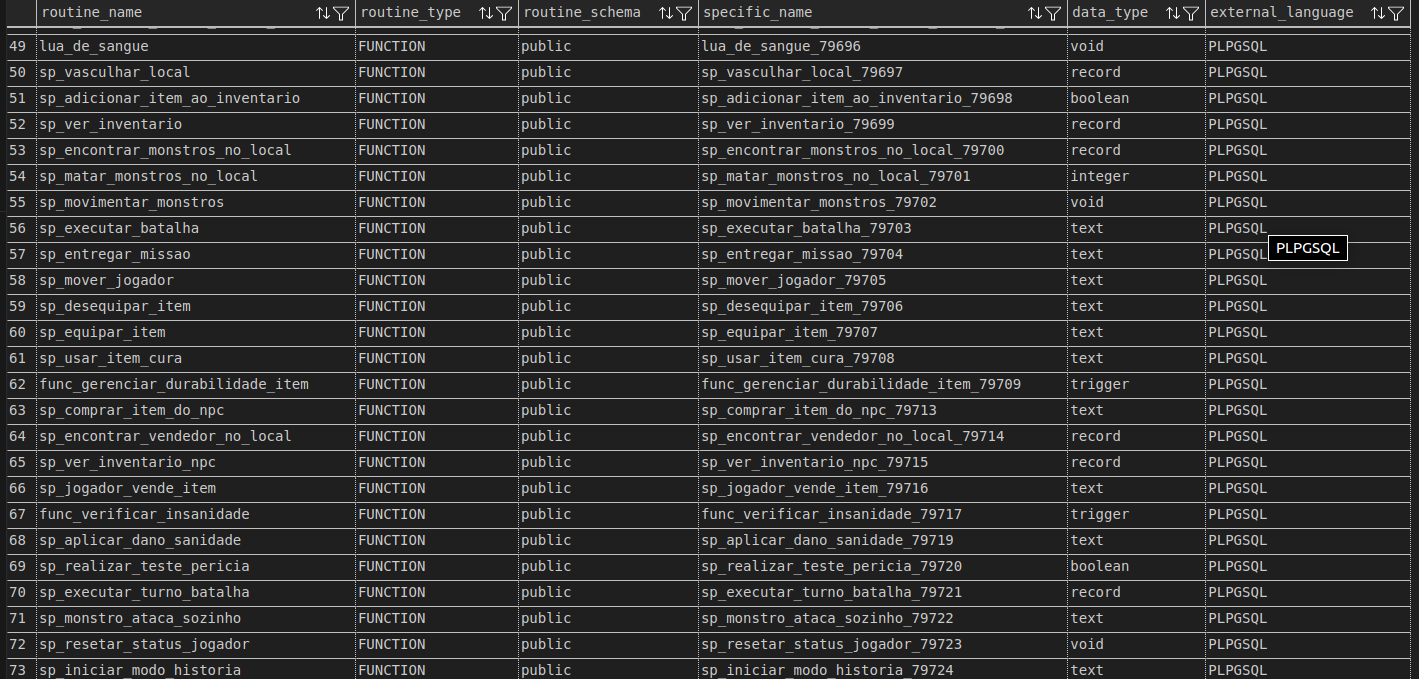 routine_name routine_type routine_schema specific_name data_type external_language
49 lua_de_sangue FUNCTION public lua_de_sangue_79696 void PLPGSQL
50 sp_vasculhar_local FUNCTION public sp_vasculhar_local_79697 record PLPGSQL
51 sp_adicionar_item_ao_inventario FUNCTION public sp_adicionar_item_ao_inventario_79698 boolean PLPGSQL
52 sp_ver_inventario FUNCTION public sp_ver_inventario_79699 record PLPGSQL
53 sp_encontrar_monstros_no_local FUNCTION public sp_encontrar_monstros_no_local_79700 record PLPGSQL
54 sp_matar_monstros_no_local FUNCTION public sp_matar_monstros_no_local_79701 integer PLPGSQL
55 sp_movimentar_monstros FUNCTION public sp_movimentar_monstros_79702 void PLPGSQL
56 sp_executar_batalha FUNCTION public sp_executar_batalha_79703 text PLPGSQL
PLPGSQL
57 sp_entregar_missao FUNCTION public sp_entregar_missao_79704 text PLPGSQL
58 sp_mover_jogador FUNCTION public sp_mover_jogador_79705 text PLPGSQL
59 sp_desequipar_item FUNCTION public sp_desequipar_item_79706 text PLPGSQL
60 sp_equipar_item FUNCTION public sp_equipar_item_79707 text PLPGSQL
61 sp_usar_item_cura FUNCTION public sp_usar_item_cura_79708 text PLPGSQL
62 func_gerenciar_durabilidade_item FUNCTION public func_gerenciar_durabilidade_item_79709 trigger PLPGSQL
63 sp_comprar_item_do_npc FUNCTION public sp_comprar_item_do_npc_79713 text PLPGSQL
64 sp_encontrar_vendedor_no_local FUNCTION public sp_encontrar_vendedor_no_local_79714 record PLPGSQL
65 sp_ver_inventario_npc FUNCTION public sp_ver_inventario_npc_79715 record PLPGSQL
66 sp_jogador_vende_item FUNCTION public sp_jogador_vende_item_79716 text PLPGSQL
67 func_verificar_insanidade FUNCTION public func_verificar_insanidade_79717 trigger PLPGSQL
68 sp_aplicar_dano_sanidade FUNCTION public sp_aplicar_dano_sanidade_79719 text PLPGSQL
69 sp_realizar_teste_pericia FUNCTION public sp_realizar_teste_pericia_79720 boolean PLPGSQL
70 sp_executar_turno_batalha FUNCTION public sp_executar_turno_batalha_79721 record PLPGSQL
71 sp_monstro_ataca_sozinho FUNCTION public sp_monstro_ataca_sozinho_79722 text PLPGSQL
72 sp_resetar_status_jogador FUNCTION public sp_resetar_status_jogador_79723 void PLPGSQL
73 sp_iniciar_modo_historia FUNCTION public sp_iniciar_modo_historia_79724 text PLPGSQL